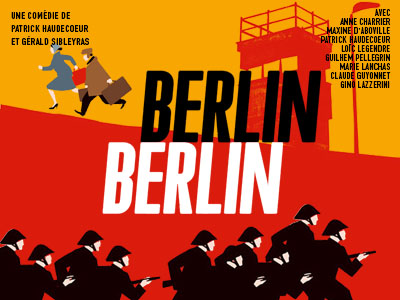 UNE COMÉDIE DE
PATRICK HAUDECOEUR
ET GÉRALD SIBLEYRAS
AVEC
ANNE CHARRIER
MAXIME D'ABOVILLE
PATRICK HAUDECOEUR
LOÏC LEGENDRE
GUILHEM PELLEGRIN
MARIE LANCHAS
CLAUDE GUYONNET
GINO LAZZERINI
BERLIN
BERLIN